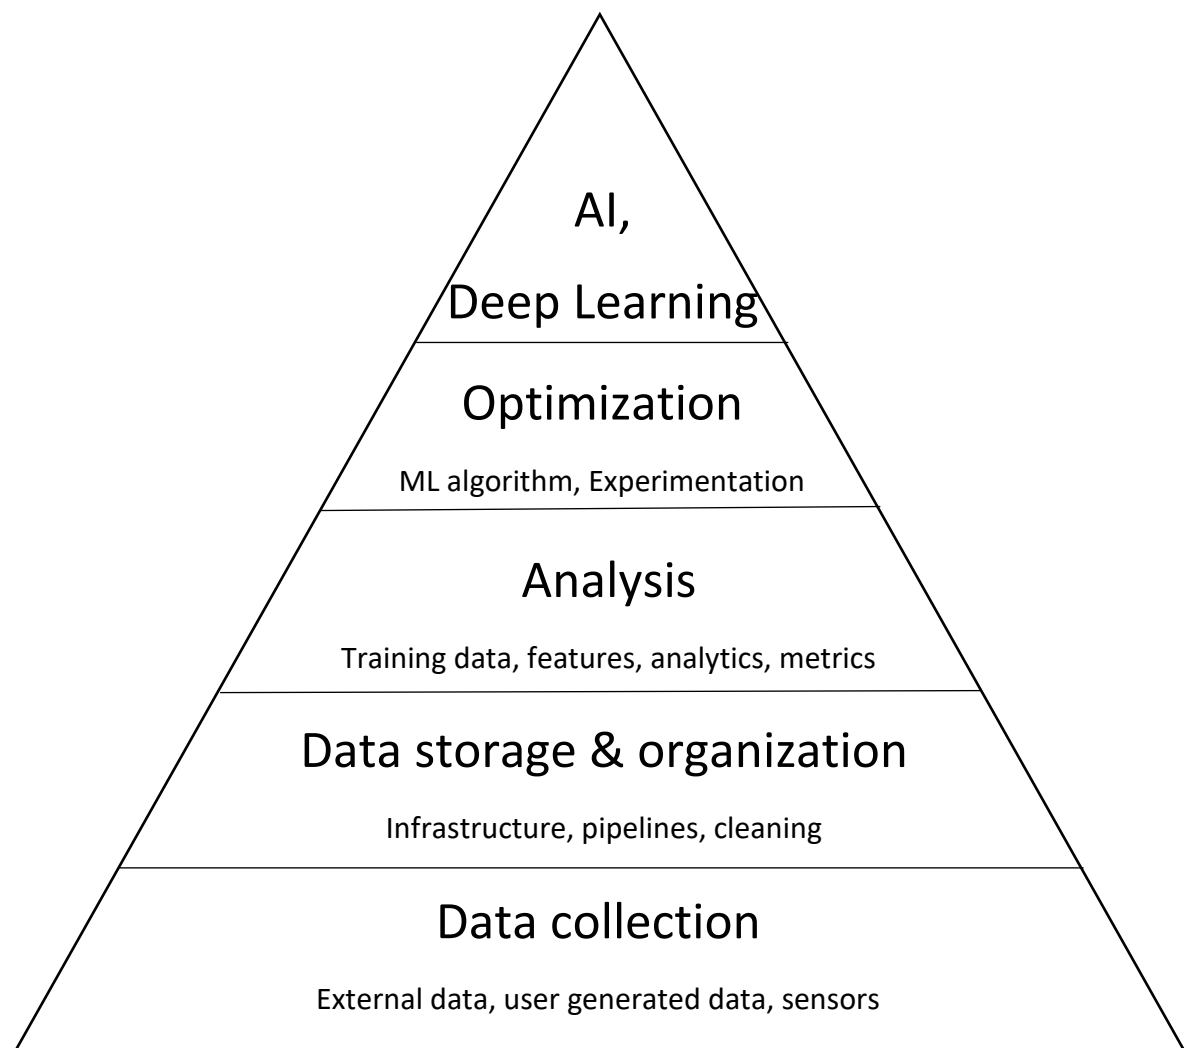 AI,
Deep Learning
Optimization
ML algorithm, Experimentation
Analysis
Training data, features, analytics, metrics
Data storage & organization
Infrastructure, pipelines, cleaning
Data collection
External data, user generated data, sensors